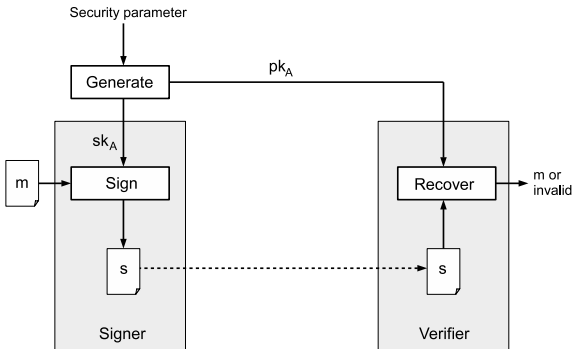 Security parameter
Generate
pkA
skA
m
Sign
Recover
m or
invalid
s
s
Signer
Verifier